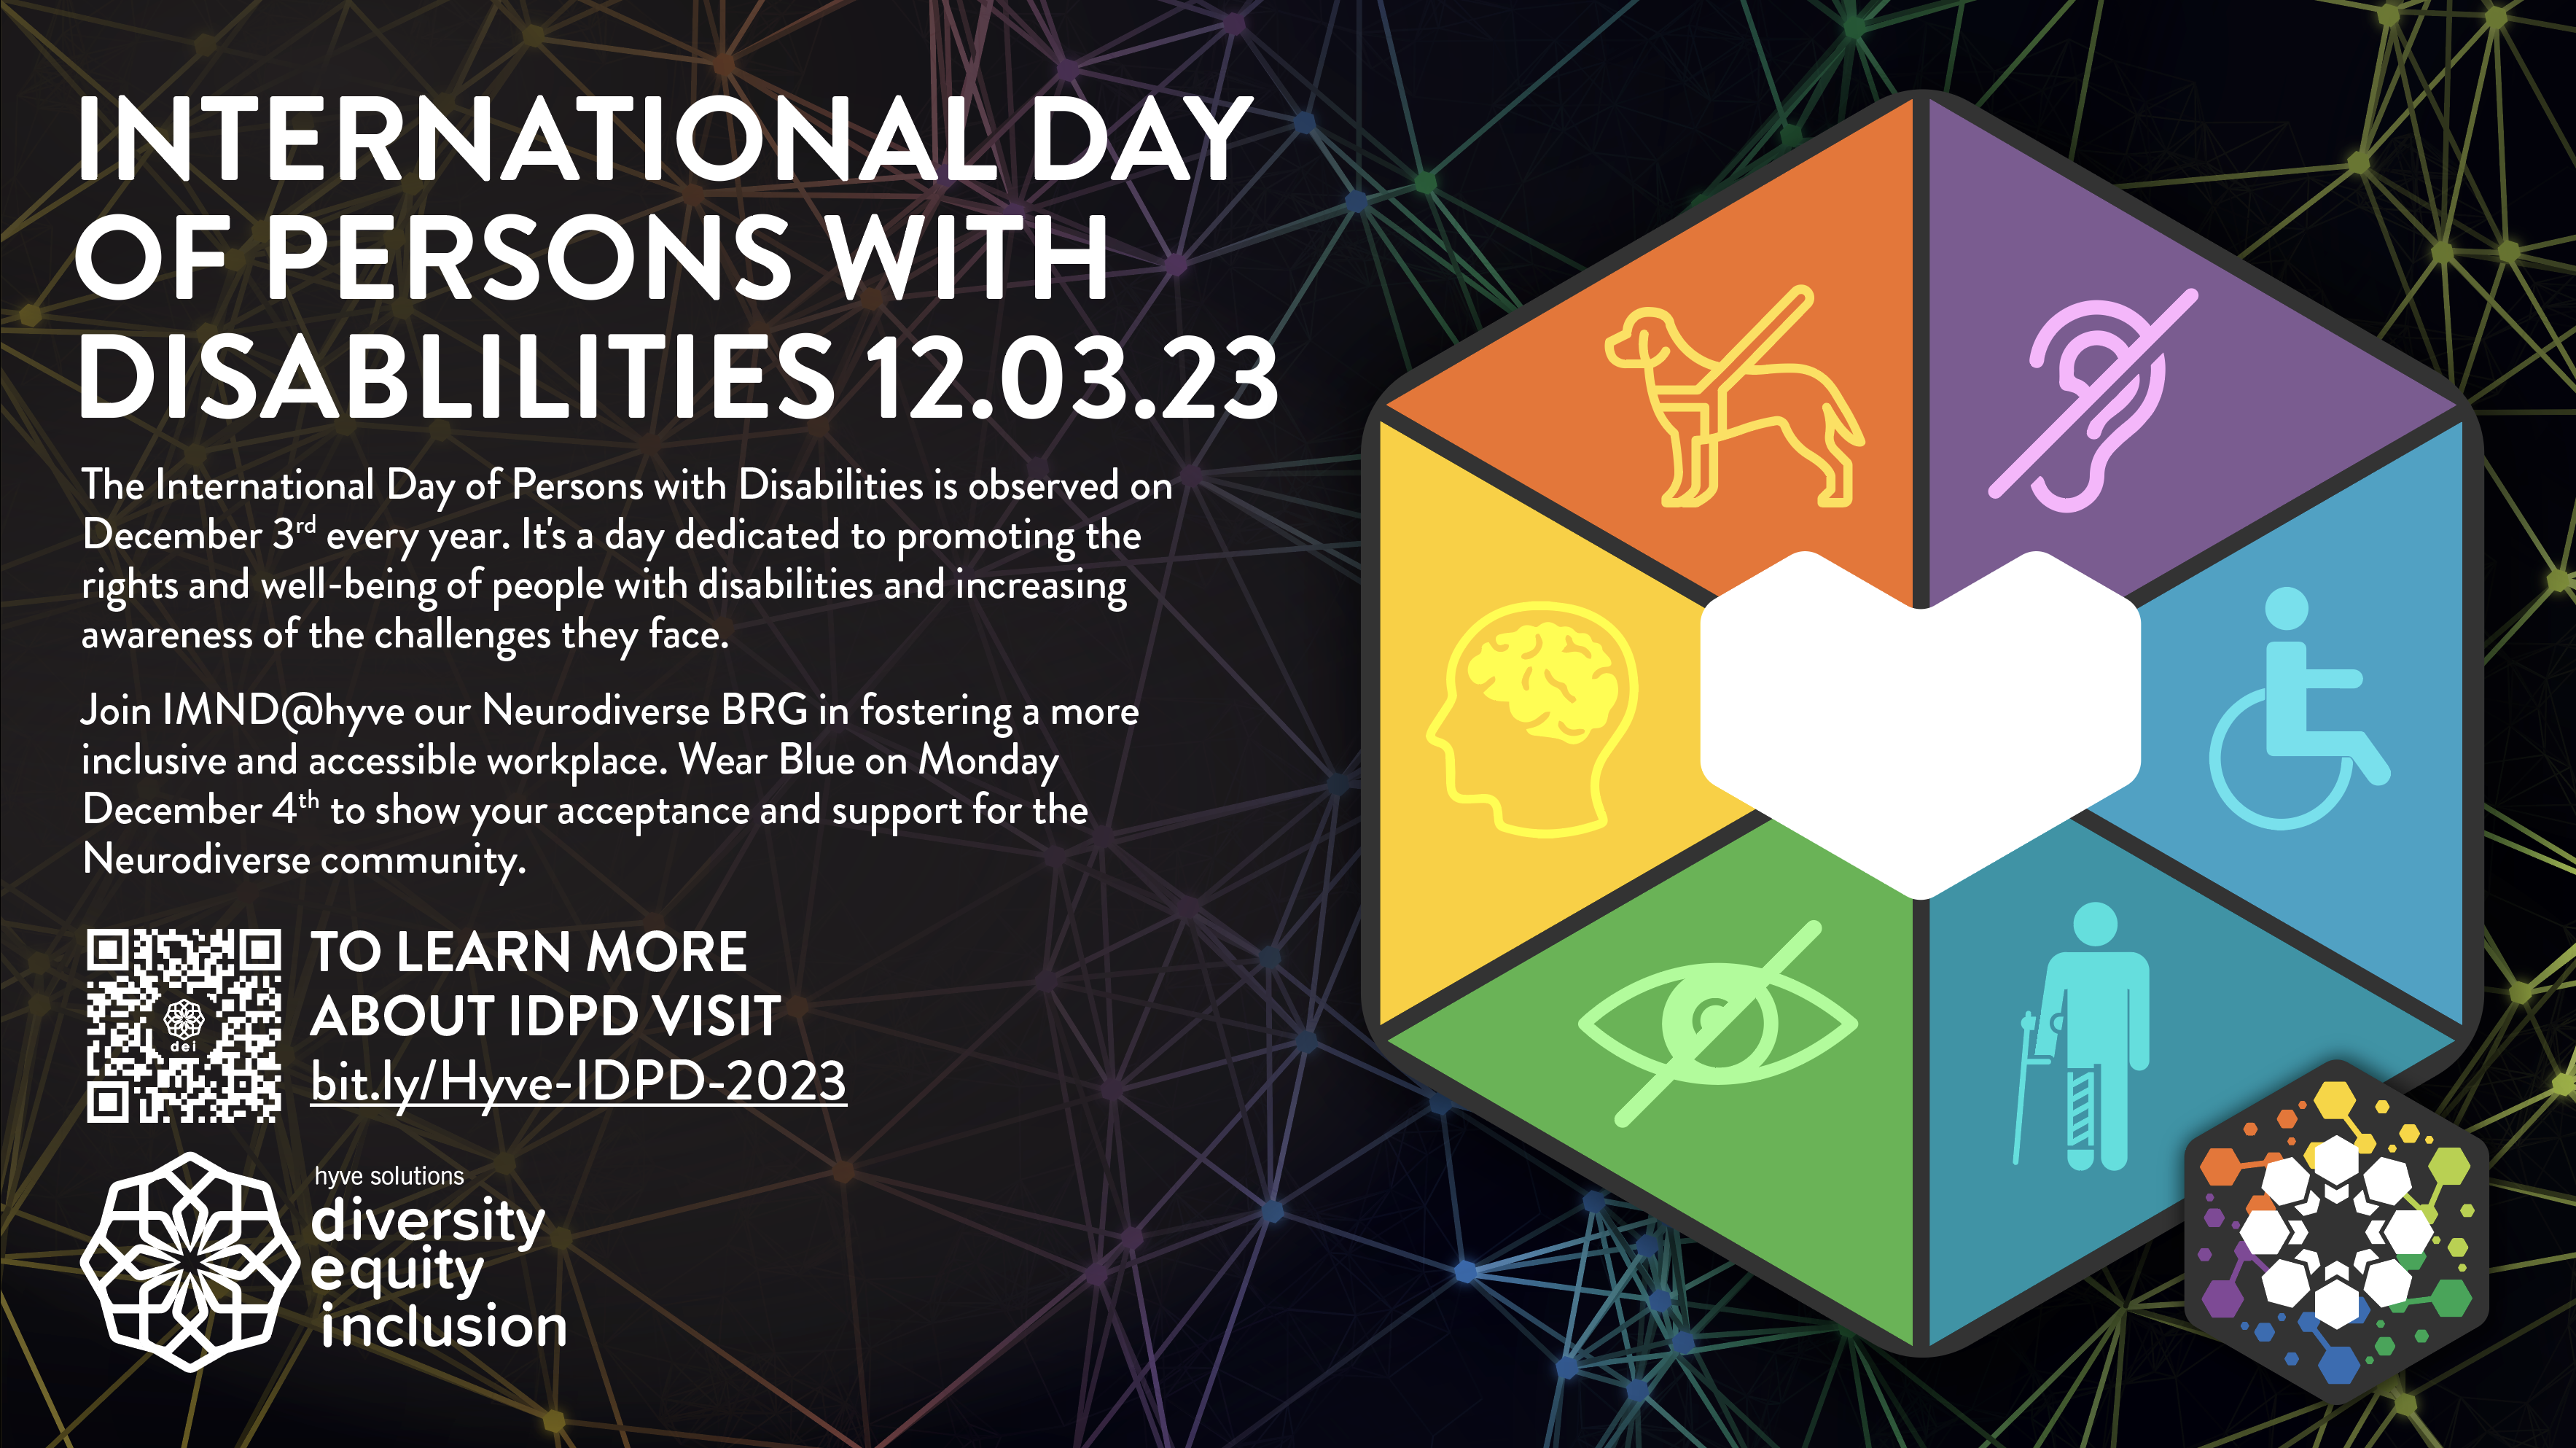 INTERNATIONAL DAY
OF PERSONS WITH
DISABLILITIES 12.03.23
The International Day of Persons with Disabilities is observed on
December 3rd every year. It's a day dedicated to promoting the
rights and well-being of people with disabilities and increasing
awareness of the challenges they face.
Join IMND@hyve our Neurodiverse BRG in fostering a more
inclusive and accessible workplace. Wear Blue on Monday
December 4th to show your acceptance and support for the
Neurodiverse community.
dei
TO LEARN MORE
ABOUT IDPD VISIT
bit.ly/Hyve-IDPD-2023
hyve solutions
diversity
equity
inclusion